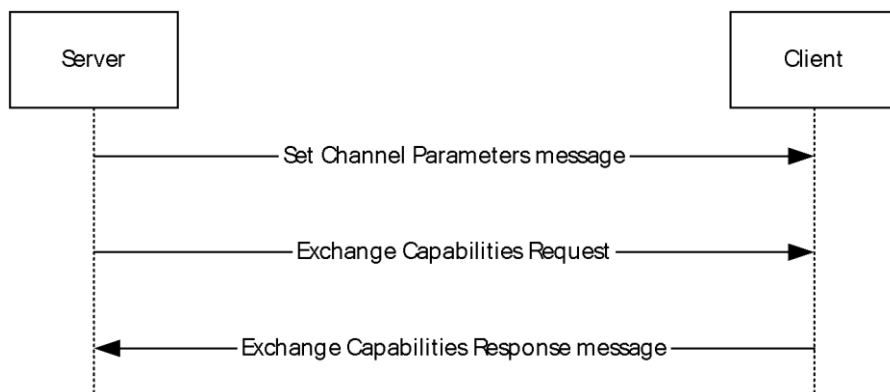 Server
Client
Set Channel Parameters message
Exchange Capabilities Request
Exchange Capabilities Response message